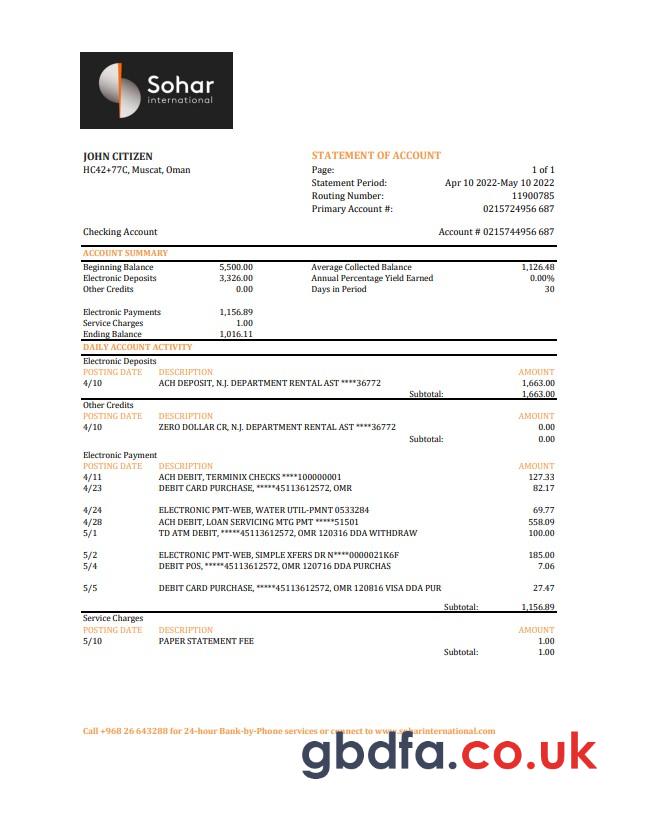 Sohar
international
JOHN CITIZEN
HC42+77C, Muscat, Oman
STATEMENT OF ACCOUNT
Page: 1 of 1
Statement Period: Apr 10 2022-May 10 2022
Routing Number: 11900785
Primary Account #: 0215724956 687
Checking Account Account # 0215744956 687
ACCOUNT SUMMARY
Beginning Balance 5,500.00 Average Collected Balance 1,126.48
Electronic Deposits 3,326.00 Annual Percentage Yield Earned 0.00%
Other Credits 0.00 Days in Period 30
Electronic Payments 1,156.89
Service Charges 1.00
Ending Balance 1,016.11
DAILY ACCOUNT ACTIVITY
Electronic Deposits
POSTING DATE DESCRIPTION AMOUNT
4/10 ACH DEPOSIT, N.J. DEPARTMENT RENTAL AST ****36772 1,663.00
Subtotal: 1,663.00
Other Credits
POSTING DATE DESCRIPTION AMOUNT
4/10 ZERO DOLLAR CR, N.J. DEPARTMENT RENTAL AST ****36772 0.00
Subtotal: 0.00
Electronic Payment
POSTING DATE DESCRIPTION AMOUNT
4/11 ACH DEBIT, TERMINIX CHECKS ****100000001 127.33
4/23 DEBIT CARD PURCHASE, *****45113612572, OMR 82.17
4/24 ELECTRONIC PMT-WEB, WATER UTIL-PMNT 0533284 69.77
4/28 ACH DEBIT, LOAN SERVICING MTG PMT *****51501 558.09
5/1 TD ATM DEBIT, *****45113612572, OMR 120316 DDA WITHDRAW 100.00
5/2 ELECTRONIC PMT-WEB, SIMPLE XFERS DR N****0000021K6F 185.00
5/4 DEBIT POS, *****45113612572, OMR 120716 DDA PURCHAS 7.06
5/5 DEBIT CARD PURCHASE, *****45113612572, OMR 120816 VISA DDA PUR 27.47
Subtotal: 1,156.89
Service Charges
POSTING DATE DESCRIPTION AMOUNT
5/10 PAPER STATEMENT FEE 1.00
Subtotal: 1.00
Call +968 26 643288 for 24-hour Bank-by-Phone services or connect to www.soharinternational.com
gbdfa.co.uk